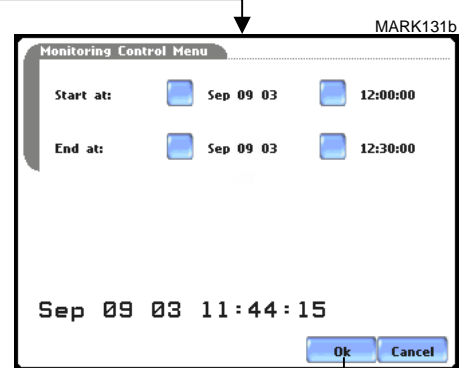 MARK131b
Monitoring Control Menu
Start at: Sep 09 03 12:00:00
End at: Sep 09 03 12:30:00
Sep 09 03 11:44:15
Ok Cancel